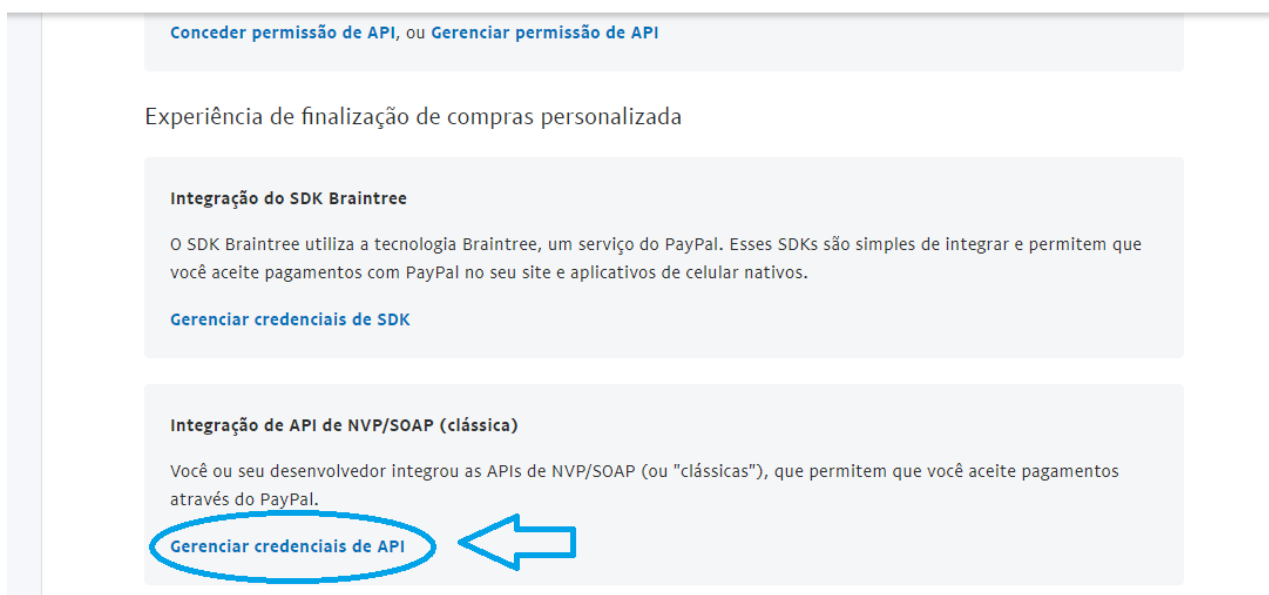 Conceder permissão de API, ou Gerenciar permissão de API
Experiência de finalização de compras personalizada
Integração do SDK Braintree
O SDK Braintree utiliza a tecnologia Braintree, um serviço do PayPal. Esses SDKs são simples de integrar e permitem que
você aceite pagamentos com PayPal no seu site e aplicativos de celular nativos.
Gerenciar credenciais de SDK
Integração de API de NVP/SOAP (clássica)
Você ou seu desenvolvedor integrou as APIs de NVP/SOAP (ou "clássicas"), que permitem que você aceite pagamentos
através do PayPal.
Gerenciar credenciais de API